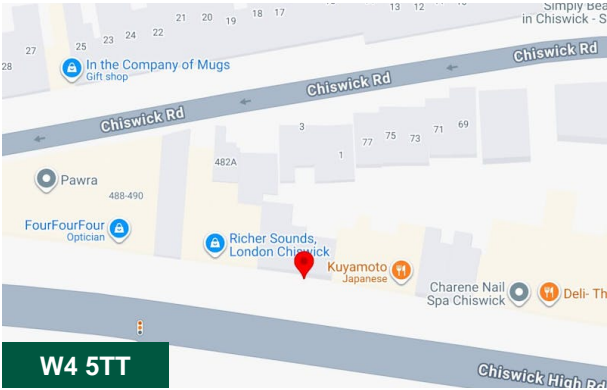 Simply Bea
in Chiswick - S
21 20 19 18 17
13 12
28 27 25 23 24 22
In the Company of Mugs
Gift shop
Chiswick Rd
Chiswick Rd
Chiswick Rd
3
1
77 75 73 71 69
482A
Pawra
488-490
FourFourFour
Optician
Richer Sounds,
London Chiswick
Kuyamoto
Japanese
Charene Nail
Spa Chiswick
Deli- Th
Chiswick High Rd
W4 5TT